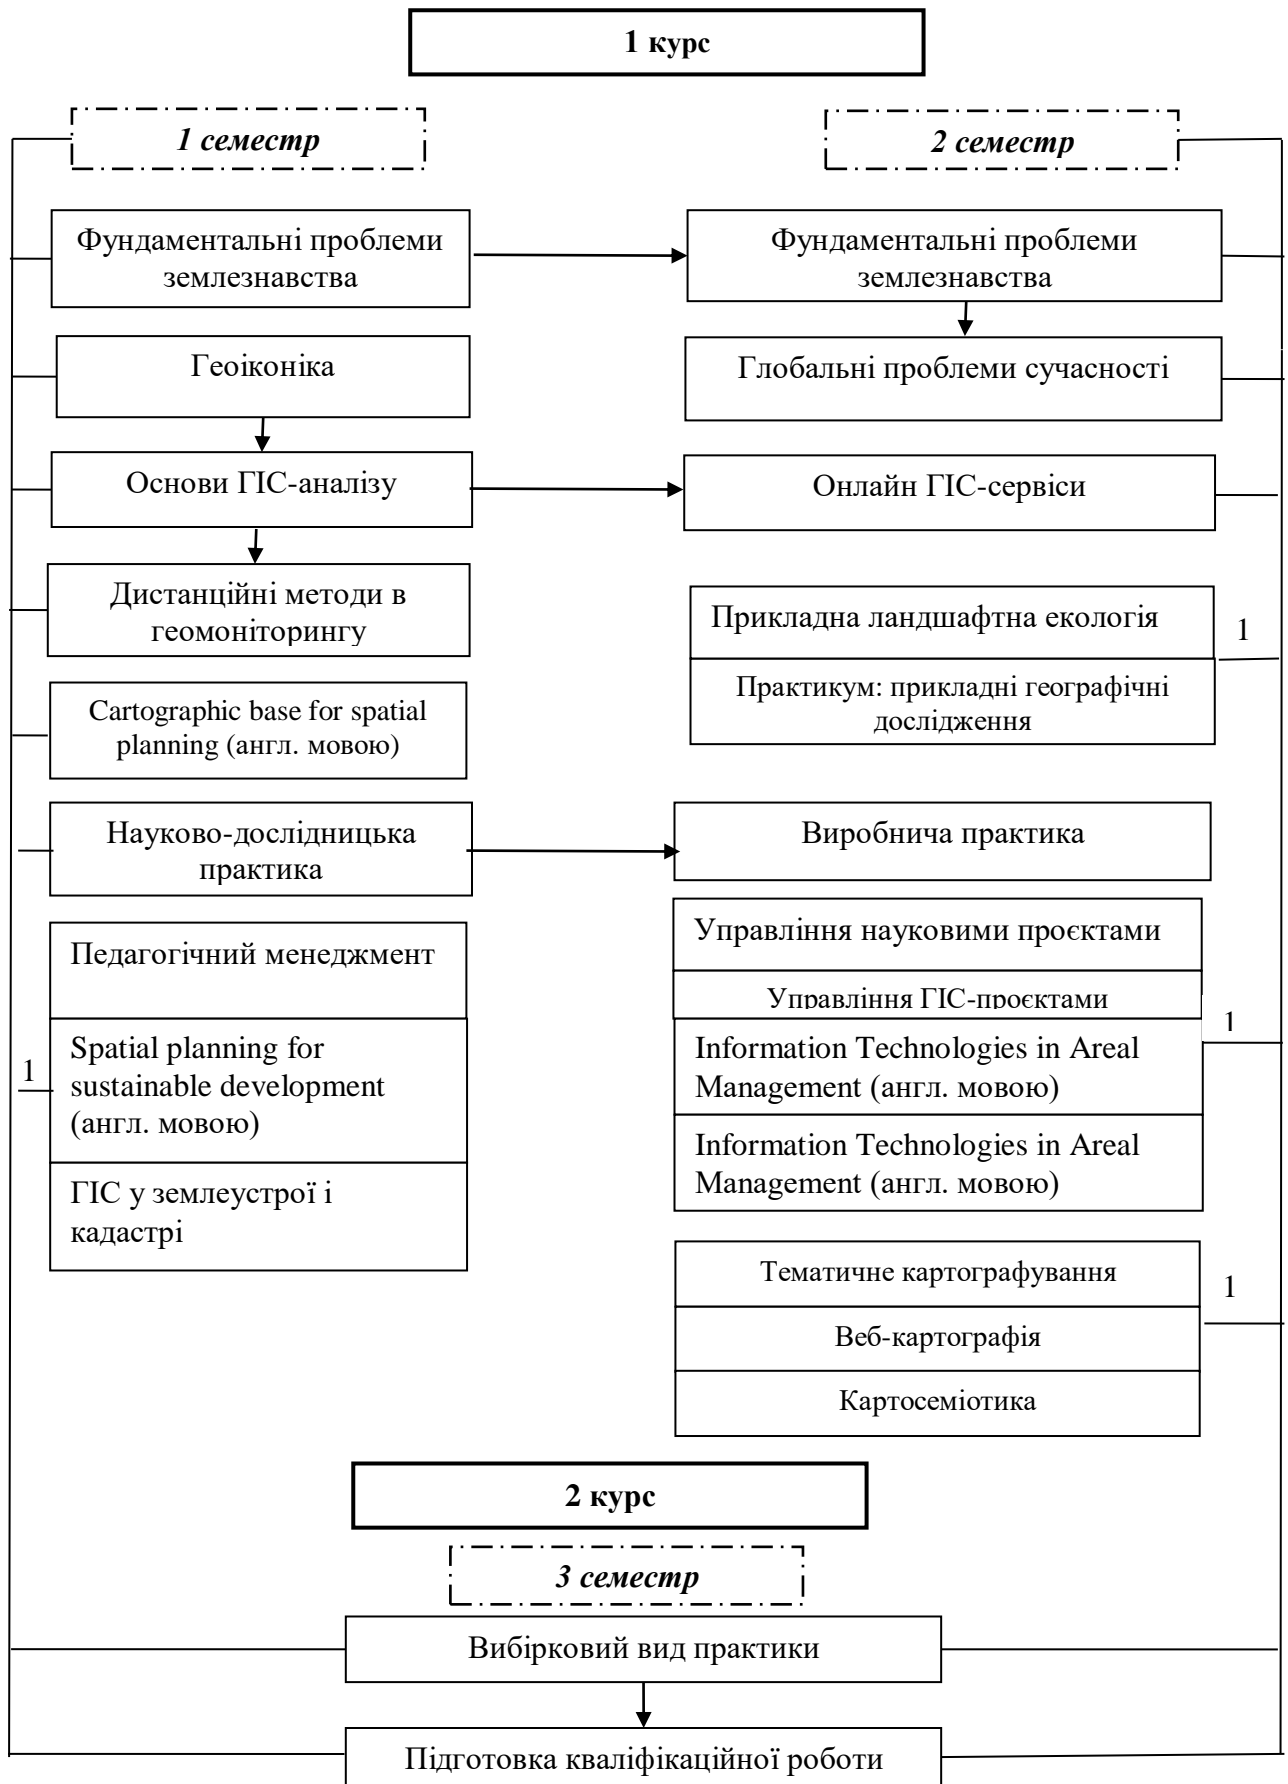 1 курс
1 семестр
2 семестр
Фундаментальні проблеми
землезнавства
Фундаментальні проблеми
землезнавства
Геоіконіка
Глобальні проблеми сучасності
Основи ГІС-аналізу
Онлайн ГІС-сервіси
Дистанційні методи в
геомоніторингу
Прикладна ландшафтна екологія
1
Практикум: прикладні географічні
дослідження
Cartographic base for spatial
planning (англ. мовою)
Науково-дослідницька
практика
Виробнича практика
Педагогічний менеджмент
Spatial planning for
sustainable development
(англ. мовою)
ГІС у землеустрої і
кадастрі
1
Управління науковими проєктами
Управління ГІС-проєктами
Information Technologies in Areal
Management (англ. мовою)
Information Technologies in Areal
Management (англ. мовою)
1
Тематичне картографування
1
Веб-картографія
Картосеміотика
2 курс
3 семестр
Вибірковий вид практики
Підготовка кваліфікаційної роботи